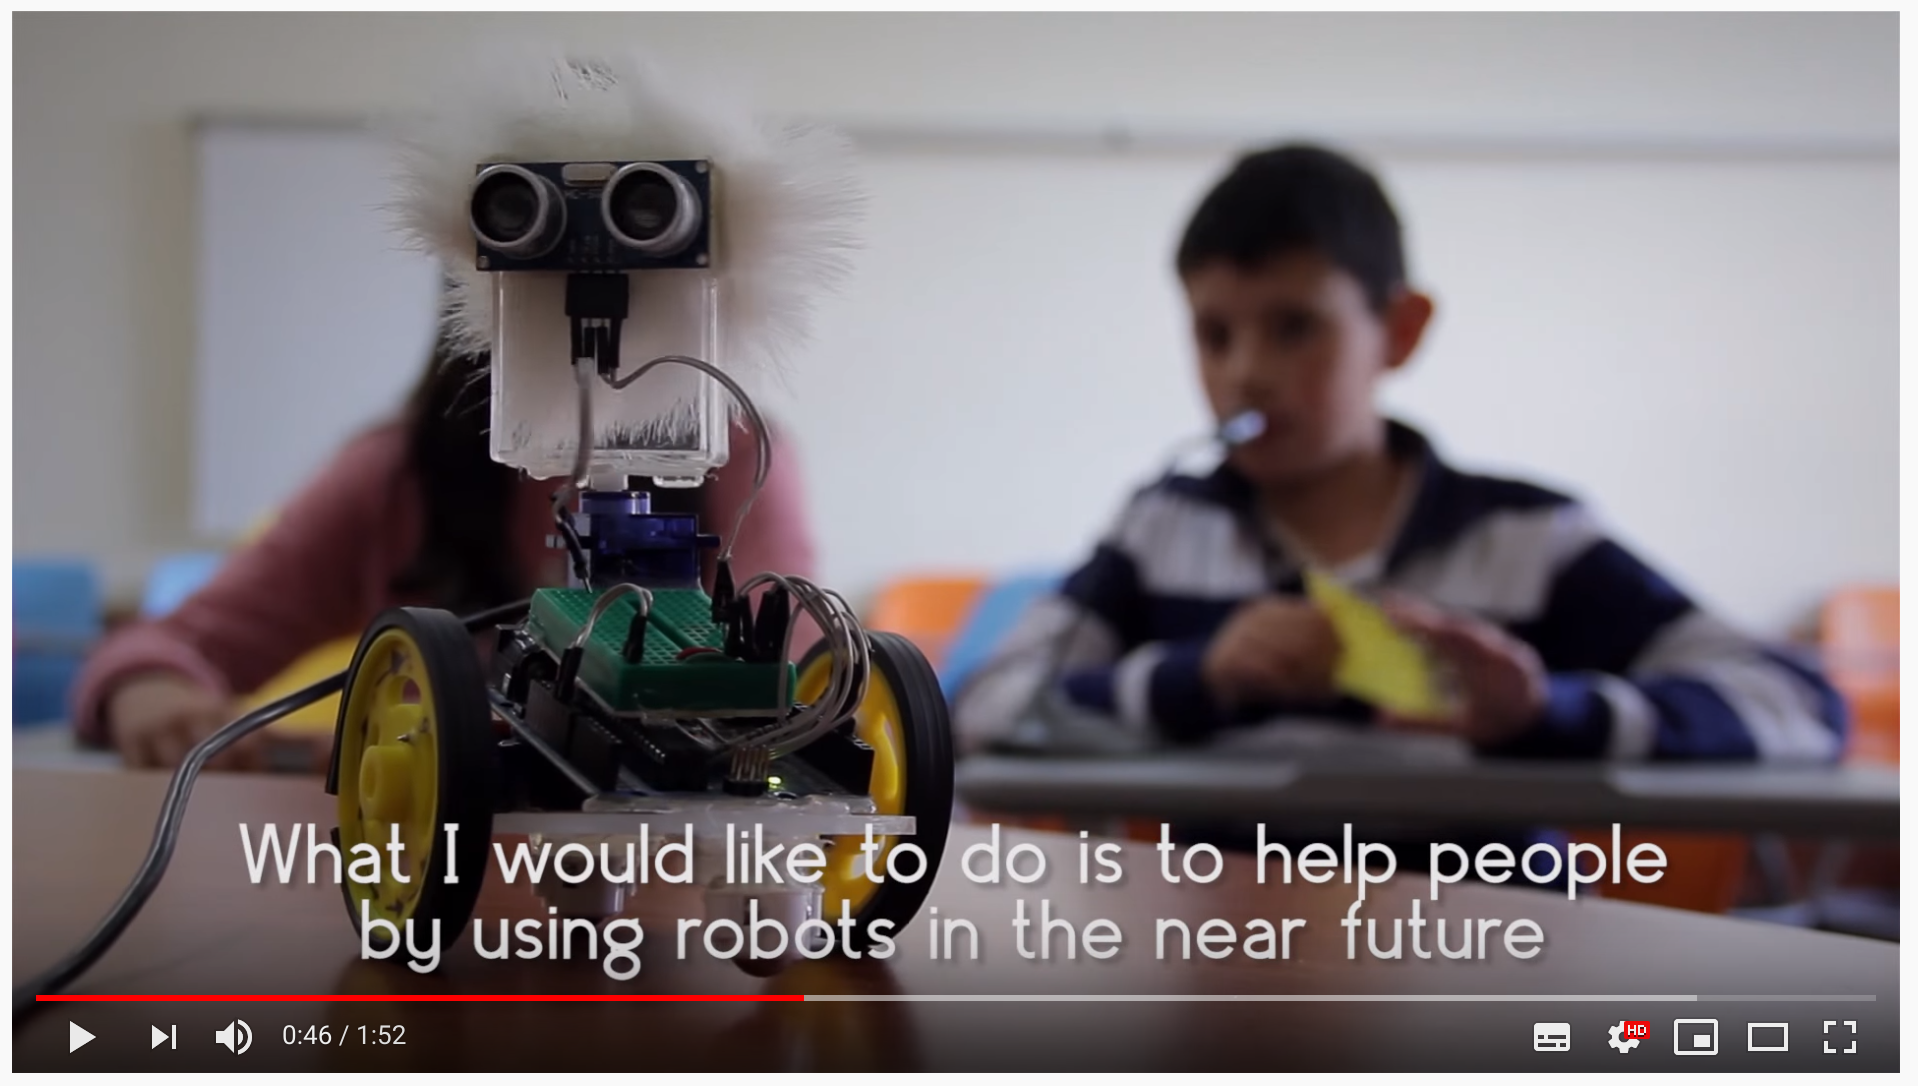 What I would like to do is to help people
by using robots in the near future
0:46 / 1:52
HD